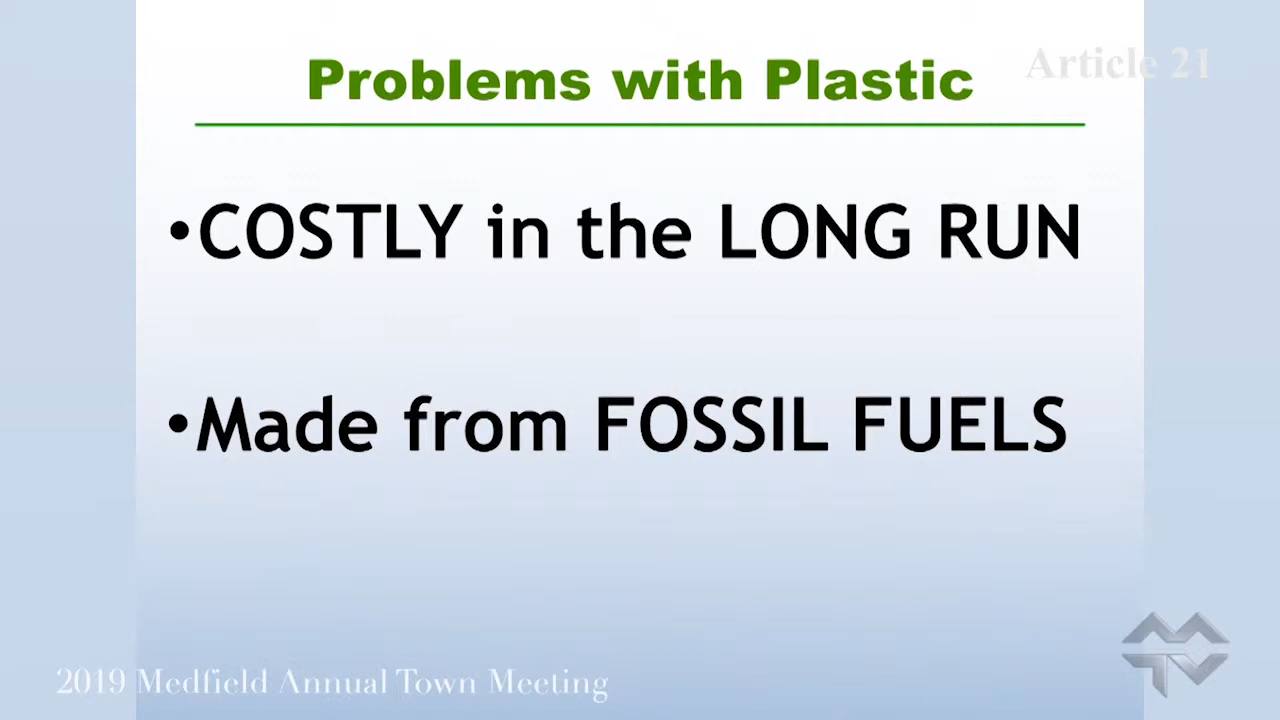 Problems with Plastic
Article 21
•COSTLY in the LONG RUN
•Made from FOSSIL FUELS
2019 Medfield Annual Town Meeting
MTV